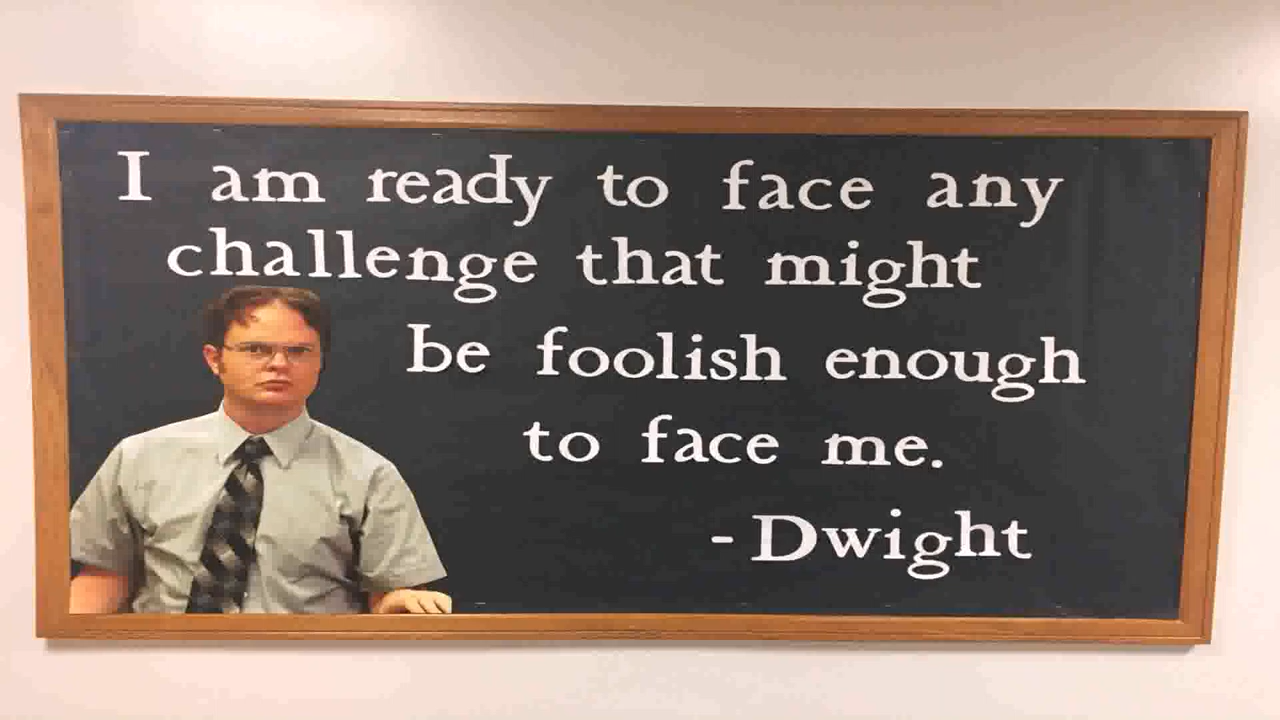 I am ready to face any
challenge that might
be foolish enough
to face me.
- Dwight